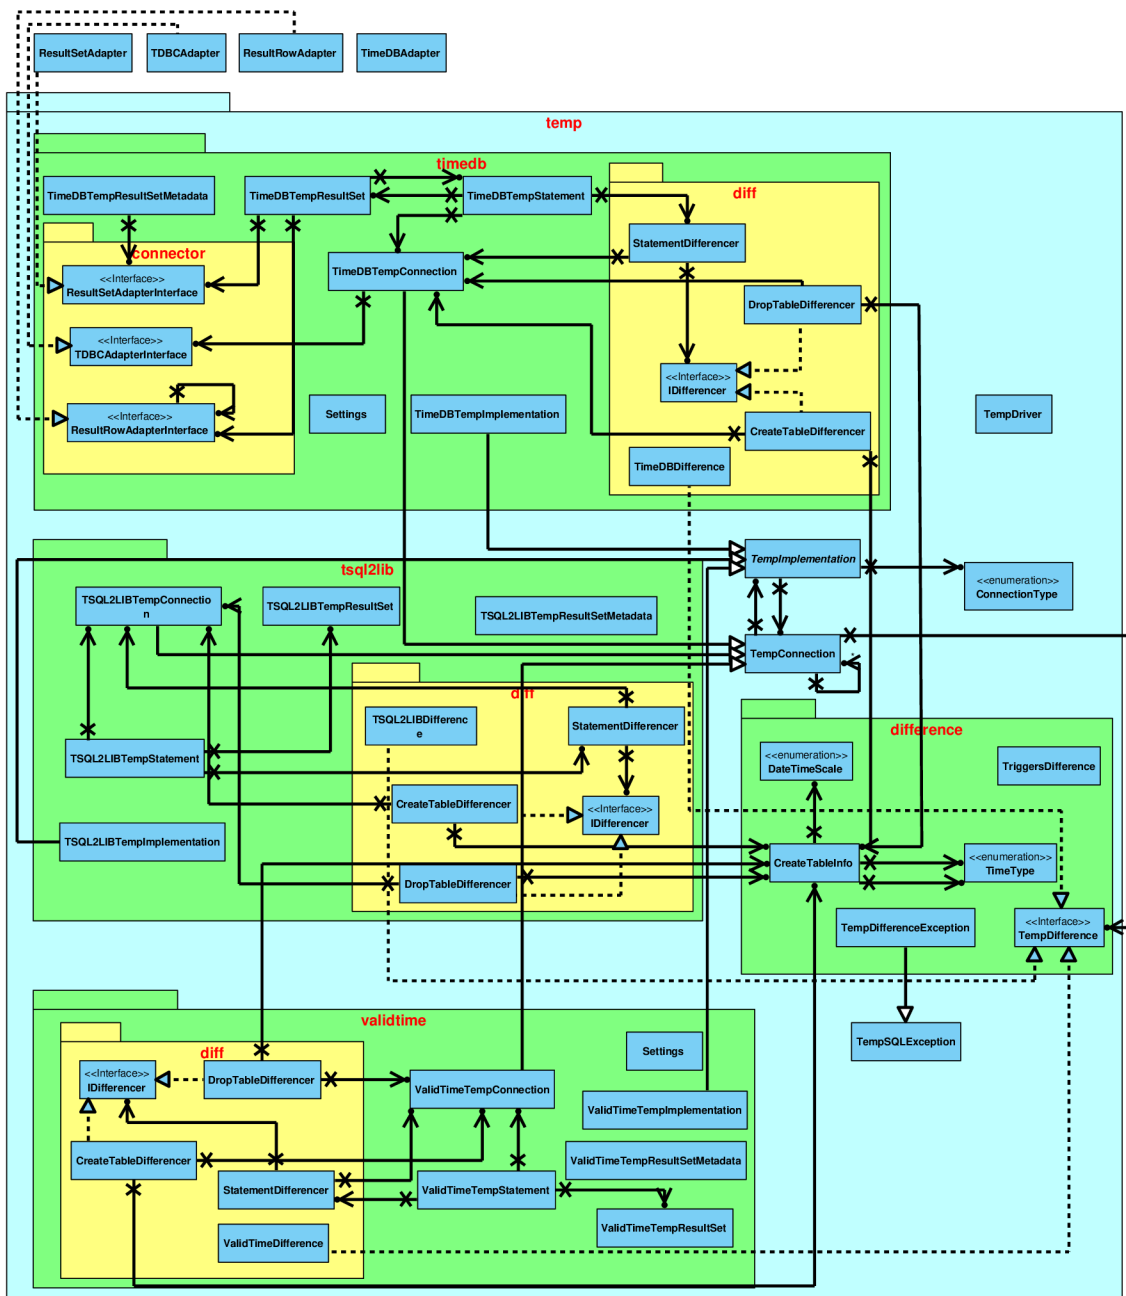 ResultSetAdapter
TDBCAdapter
ResultRowAdapter
TimeDBAdapter
temp
timedb
TimeDBTempResultSetMetadata
TimeDBTempResultSet
TimeDBTempStatement
diff
StatementDifferencer
connector
<<Interface>>
ResultSetAdapterInterface
TimeDBTempConnection
DropTableDifferencer
<<Interface>>
TDBCAdapterInterface
<<Interface>>
IDifferencer
<<Interface>>
ResultRowAdapterInterface
Settings
TimeDBTempImplementation
CreateTableDifferencer
TempDriver
TimeDBDifference
TempImplementation
<<enumeration>>
ConnectionType
tsql2lib
TSQL2LIBTempConnectio
n
TSQL2LIBTempResultSet
TSQL2LIBTempResultSetMetadata
TempConnection
diff
TSQL2LIBDifferenc
e
StatementDifferencer
TSQL2LIBTempStatement
CreateTableDifferencer
<<Interface>>
IDifferencer
TSQL2LIBTempImplementation
DropTableDifferencer
difference
<<enumeration>>
DateTimeScale
TriggersDifference
CreateTableInfo
<<enumeration>>
TimeType
TempDifferenceException
<<Interface>>
TempDifference
TempSQLException
validtime
diff
<<Interface>>
IDifferencer
DropTableDifferencer
ValidTimeTempConnection
Settings
ValidTimeTempImplementation
CreateTableDifferencer
StatementDifferencer
ValidTimeTempStatement
ValidTimeTempResultSetMetadata
ValidTimeTempResultSet
ValidTimeDifference